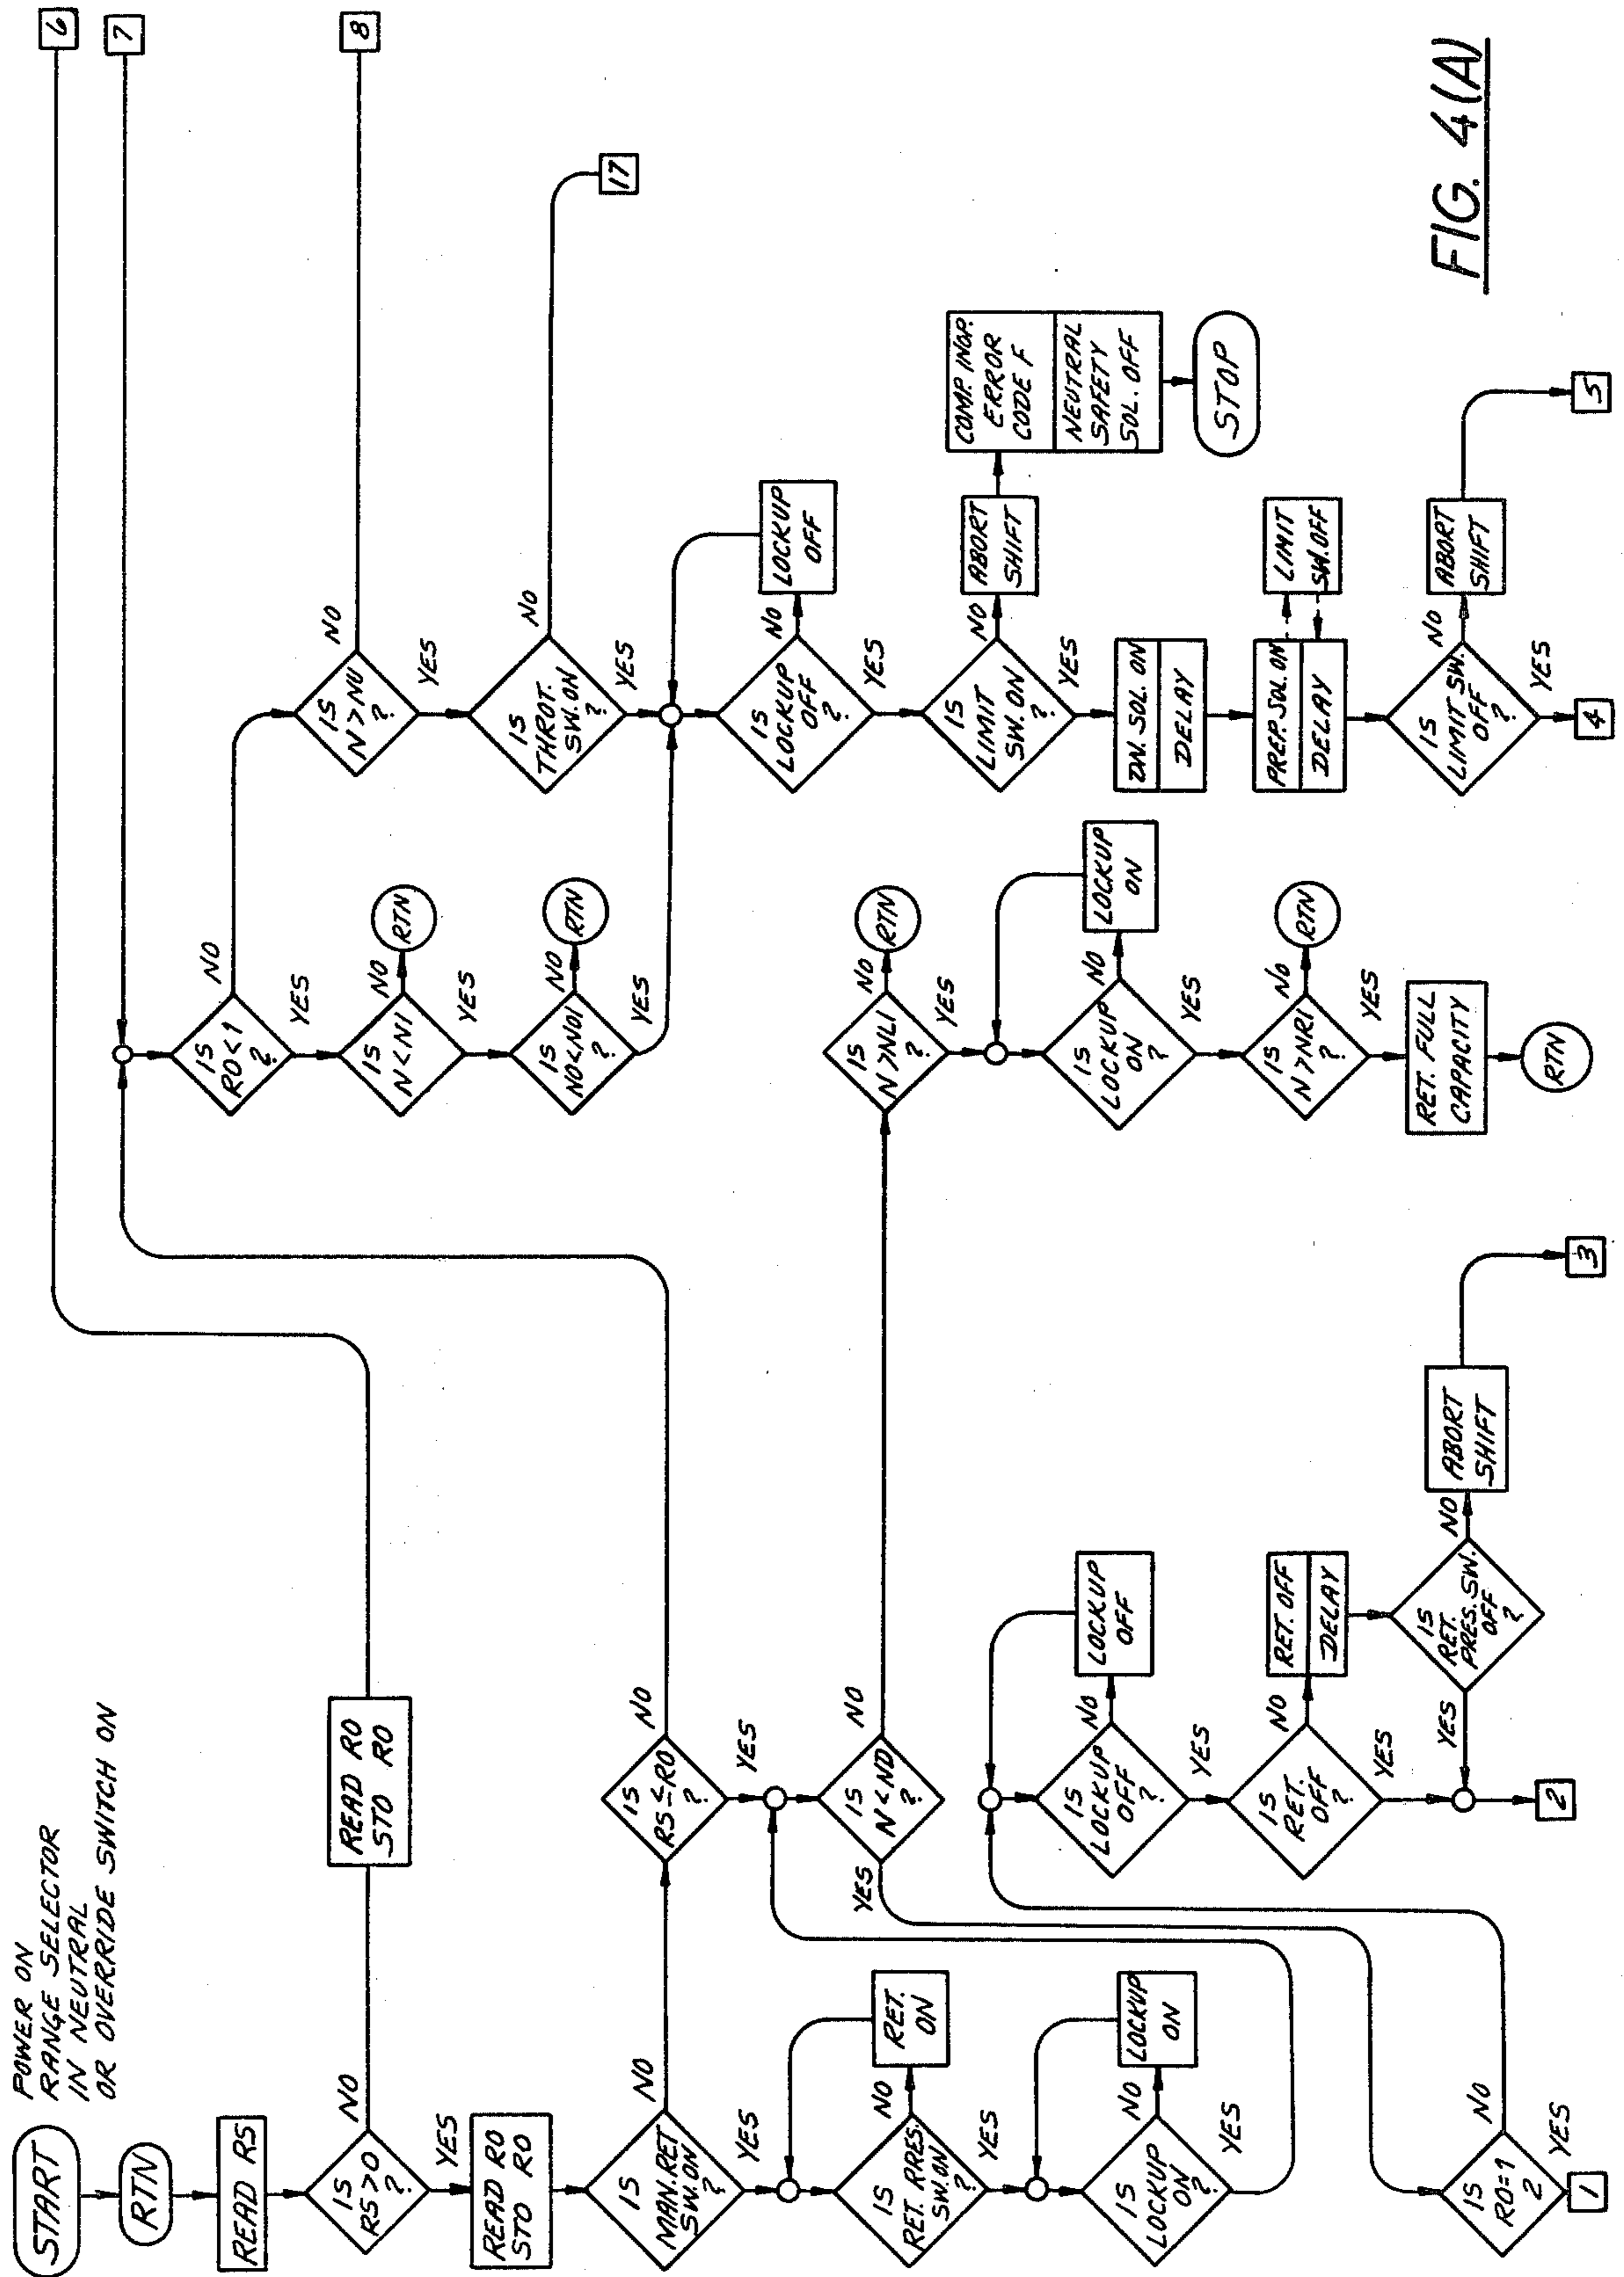 START
POWER ON
RANGE SELECTOR
IN NEUTRAL
OR OVERRIDE SWITCH ON
RTN
READ RS
IS
RS>0
?
NO
YES
READ RO
STO RO
6
READ RO
STO RO
IS
MAN.RET
SW.ON
?
NO
YES
IS
RET. RRES.
SW.ON
?
NO
YES
RET.
ON
IS
LOCKUP
ON
?
NO
YES
LOCKUP
ON
IS
RO=1
2
NO
YES
1
IS
RS≤RO
?
NO
YES
IS
N<ND
?
YES
NO
IS
LOCKUP
OFF
?
NO
YES
LOCKUP
OFF
IS
RET.
OFF
?
NO
YES
RET. OFF
DELAY
IS
RET.
PRES.SW.
OFF
?
YES
NO
ABORT
SHIFT
2
3
7
IS
RO<1
?
NO
YES
IS
N<N1
?
NO
RTN
YES
IS
NO<NO1
?
NO
RTN
YES
IS
N>NL1
?
NO
RTN
YES
IS
LOCKUP
ON
?
NO
YES
LOCKUP
ON
IS
N>NR1
?
NO
RTN
YES
RET. FULL
CAPACITY
RTN
IS
N>NU
?
NO
8
YES
IS
THROT.
SW.ON
?
NO
17
YES
IS
LOCKUP
OFF
?
NO
YES
LOCKUP
OFF
IS
LIMIT
SW.ON
?
NO
YES
ABORT
SHIFT
COMP. INOP.
ERROR
CODE F
NEUTRAL
SAFETY
SOL. OFF
STOP
DN. SOL. ON
DELAY
PREP. SOL. ON
DELAY
LIMIT
SW.OFF
IS
LIMIT SW.
OFF
?
NO
YES
ABORT
SHIFT
4
5
FIG. 4(A)